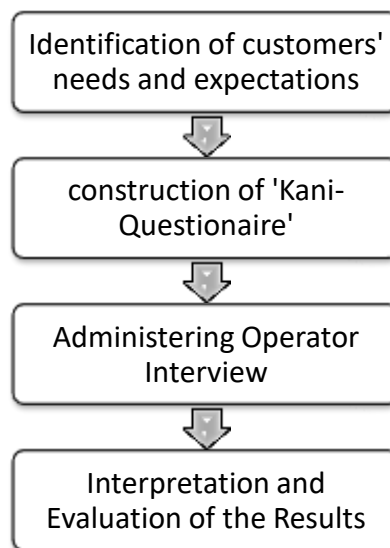 Identification of customers'
needs and expectations
construction of 'Kani-
Questionaire'
Administering Operator
Interview
Interpretation and
Evaluation of the Results